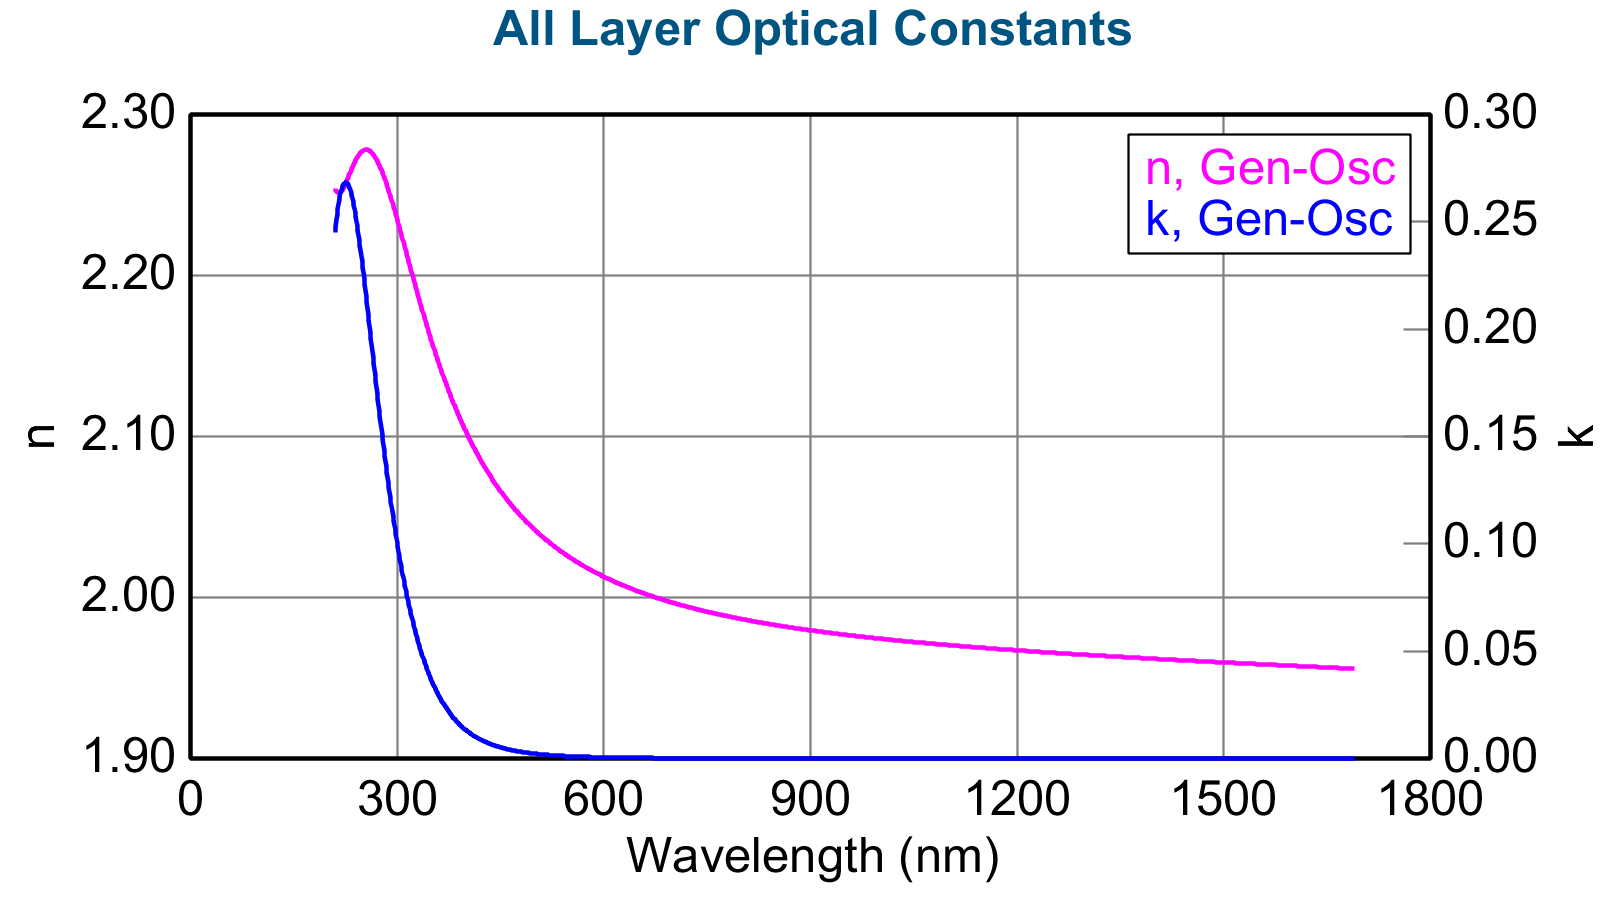 All Layer Optical Constants
2.30
2.20
2.10
2.00
1.90
n
n, Gen-Osc
k, Gen-Osc
0.30
0.25
0.20
0.15
0.10
0.05
0.00
k
0 300 600 900 1200 1500 1800
Wavelength (nm)